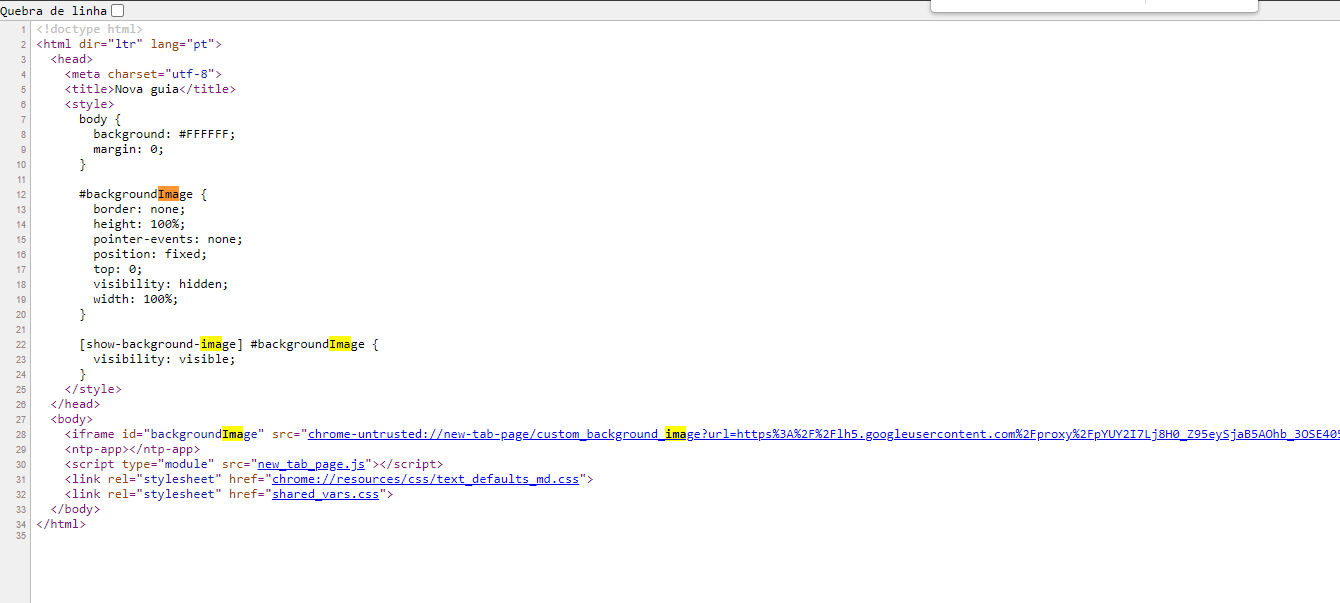 Quebra de linha
1 <!doctype html>
2 <html dir="ltr" lang="pt">
3 <head>
4 <meta charset="utf-8">
5 <title>Nova guia</title>
6 <style>
7 body {
8 background: #FFFFFF;
9 margin: 0;
10 }
11
12 #backgroundImage {
13 border: none;
14 height: 100%;
15 pointer-events: none;
16 position: fixed;
17 top: 0;
18 visibility: hidden;
19 width: 100%;
20 }
21
22 [show-background-image] #backgroundImage {
23 visibility: visible;
24 }
25 </style>
26 </head>
27 <body>
28 <iframe id="backgroundImage" src="chrome-untrusted://new-tab-page/custom_background_image?url=https%3A%2F%2Flh5.googleusercontent.com%2Fproxy%2FpYUY2I7Lj8H0_Z95eySjaB5AOhb_3OSE405
29 <ntp-app></ntp-app>
30 <script type="module" src="new_tab_page.js"></script>
31 <link rel="stylesheet" href="chrome://resources/css/text_defaults_md.css">
32 <link rel="stylesheet" href="shared_vars.css">
33 </body>
34 </html>
35